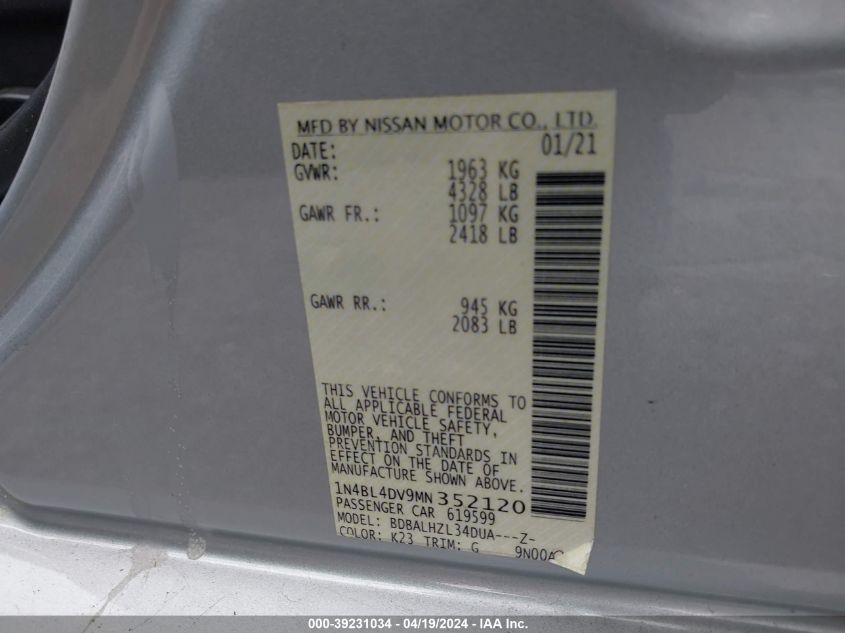 MFD BY NISSAN MOTOR CO., LTD.
DATE: 01/21
GVWR: 1963 KG
4328 LB
GAWR FR.: 1097 KG
2418 LB
GAWR RR.: 945 KG
2083 LB
THIS VEHICLE CONFORMS TO
ALL APPLICABLE FEDERAL
MOTOR VEHICLE SAFETY,
BUMPER, AND THEFT
PREVENTION STANDARDS IN
EFFECT ON THE DATE OF
MANUFACTURE SHOWN ABOVE.
1N4BL4DV9MN352120
PASSENGER CAR 619599
MODEL: BDBALHZL34DUA---Z-
COLOR: K23 TRIM: G
000-39231034 - 04/19/2024 - IAA Inc.